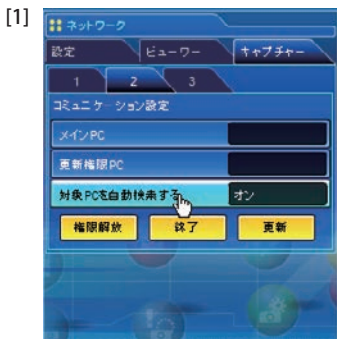 [1]
ネットワーク
設定 ビューワー キャプチャー
1 2 3
コミュニケーション設定
メインPC
更新権限PC
対象PCを自動検索する オン
権限解放 終了 更新